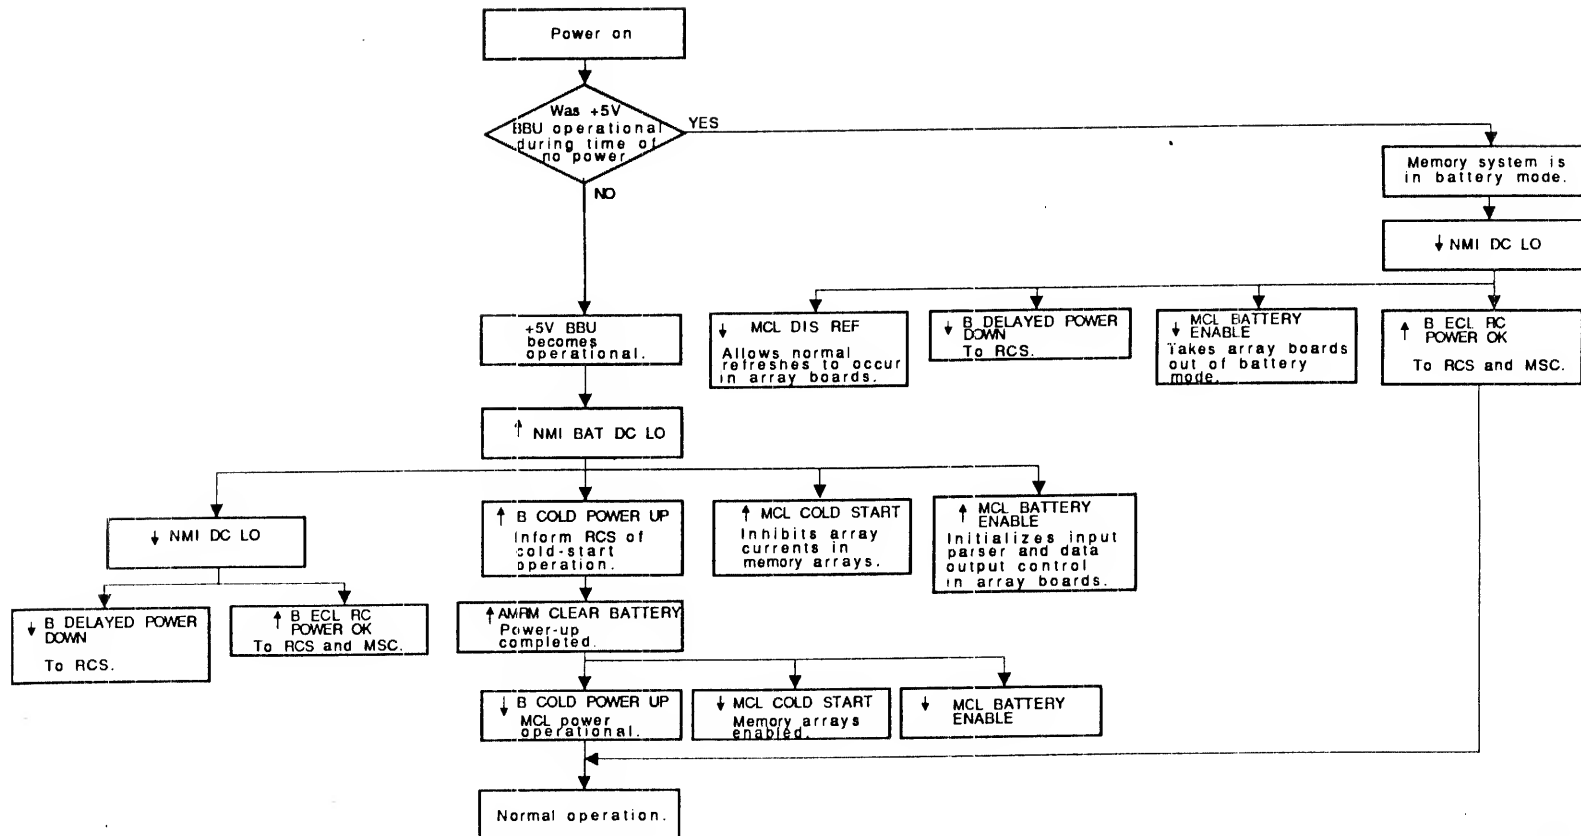 Power on
Was +5V
BBU operational
during time of
no power
YES
NO
Memory system is
in battery mode.
↓ NMI DC LO
+5V BBU
becomes
operational.
↓ MCL DIS REF
Allows normal
refreshes to occur
in array boards.
↓ B DELAYED POWER
DOWN
To RCS.
↓ MCL BATTERY
ENABLE
Takes array boards
out of battery
mode.
↑ B ECL RC
POWER OK
To RCS and MSC.
↑ NMI BAT DC LO
↓ NMI DC LO
↑ B COLD POWER UP
Inform RCS of
cold-start
operation.
↑ MCL COLD START
Inhibits array
currents in
memory arrays.
↑ MCL BATTERY
ENABLE
Initializes input
parser and data
output control
in array boards.
↓ B DELAYED POWER
DOWN
To RCS.
↑ B ECL RC
POWER OK
To RCS and MSC.
↑ AMRM CLEAR BATTERY
Power-up
completed.
↓ B COLD POWER UP
MCL power
operational.
↓ MCL COLD START
Memory arrays
enabled.
↓ MCL BATTERY
ENABLE
Normal operation.